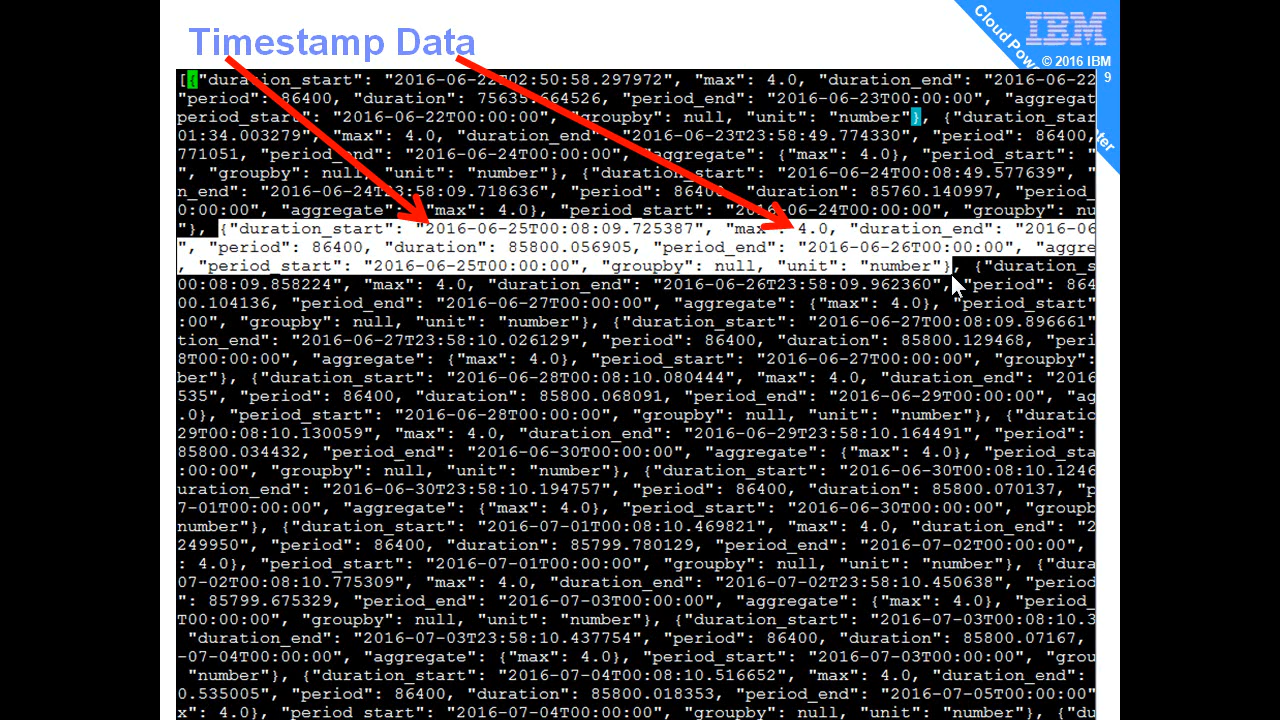 Timestamp Data
Cloud Pow
IBM
© 2016 IBM
9
ter
[{"duration_start": "2016-06-22T02:50:58.297972", "max": 4.0, "duration_end": "2016-06-22
"period": 86400, "duration": 75635.664526, "period_end": "2016-06-23T00:00:00", "aggregat
period_start": "2016-06-22T00:00:00", "groupby": null, "unit": "number"}, {"duration_star
01:34.003279", "max": 4.0, "duration_end": "2016-06-23T23:58:49.774330", "period": 86400,
771051, "period_end": "2016-06-24T00:00:00", "aggregate": {"max": 4.0}, "period_start": "
", "groupby": null, "unit": "number"}, {"duration_start": "2016-06-24T00:08:49.577639", "
n_end": "2016-06-24T23:58:09.718636", "period": 86400, "duration": 85760.140997, "period_
0:00:00", "aggregate": {"max": 4.0}, "period_start": "2016-06-24T00:00:00", "groupby": nu
"}, {"duration_start": "2016-06-25T00:08:09.725387", "max": 4.0, "duration_end": "2016-06
", "period": 86400, "duration": 85800.056905, "period_end": "2016-06-26T00:00:00", "aggre
, "period_start": "2016-06-25T00:00:00", "groupby": null, "unit": "number"}, {"duration_s
00:08:09.858224", "max": 4.0, "duration_end": "2016-06-26T23:58:09.962360", "period": 864
00.104136, "period_end": "2016-06-27T00:00:00", "aggregate": {"max": 4.0}, "period_start"
:00", "groupby": null, "unit": "number"}, {"duration_start": "2016-06-27T00:08:09.896661"
tion_end": "2016-06-27T23:58:10.026129", "period": 86400, "duration": 85800.129468, "peri
8T00:00:00", "aggregate": {"max": 4.0}, "period_start": "2016-06-27T00:00:00", "groupby":
ber"}, {"duration_start": "2016-06-28T00:08:10.080444", "max": 4.0, "duration_end": "2016
535", "period": 86400, "duration": 85800.068091, "period_end": "2016-06-29T00:00:00", "ag
.0}, "period_start": "2016-06-28T00:00:00", "groupby": null, "unit": "number"}, {"duratio
29T00:08:10.130059", "max": 4.0, "duration_end": "2016-06-29T23:58:10.164491", "period":
85800.034432, "period_end": "2016-06-30T00:00:00", "aggregate": {"max": 4.0}, "period_sta
:00:00", "groupby": null, "unit": "number"}, {"duration_start": "2016-06-30T00:08:10.1246
uration_end": "2016-06-30T23:58:10.194757", "period": 86400, "duration": 85800.070137, "p
7-01T00:00:00", "aggregate": {"max": 4.0}, "period_start": "2016-06-30T00:00:00", "groupb
number"}, {"duration_start": "2016-07-01T00:08:10.469821", "max": 4.0, "duration_end": "2
249950", "period": 86400, "duration": 85799.780129, "period_end": "2016-07-02T00:00:00",
: 4.0}, "period_start": "2016-07-01T00:00:00", "groupby": null, "unit": "number"}, {"dura
07-02T00:08:10.775309", "max": 4.0, "duration_end": "2016-07-02T23:58:10.450638", "period
": 85799.675329, "period_end": "2016-07-03T00:00:00", "aggregate": {"max": 4.0}, "period_
T00:00:00", "groupby": null, "unit": "number"}, {"duration_start": "2016-07-03T00:08:10.3
"duration_end": "2016-07-03T23:58:10.437754", "period": 86400, "duration": 85800.07167,
-07-04T00:00:00", "aggregate": {"max": 4.0}, "period_start": "2016-07-03T00:00:00", "grou
"number"}, {"duration_start": "2016-07-04T00:08:10.516652", "max": 4.0, "duration_end":
0.535005", "period": 86400, "duration": 85800.018353, "period_end": "2016-07-05T00:00:00"
x": 4.0}, "period_start": "2016-07-04T00:00:00", "groupby": null, "unit": "number"}, {"du